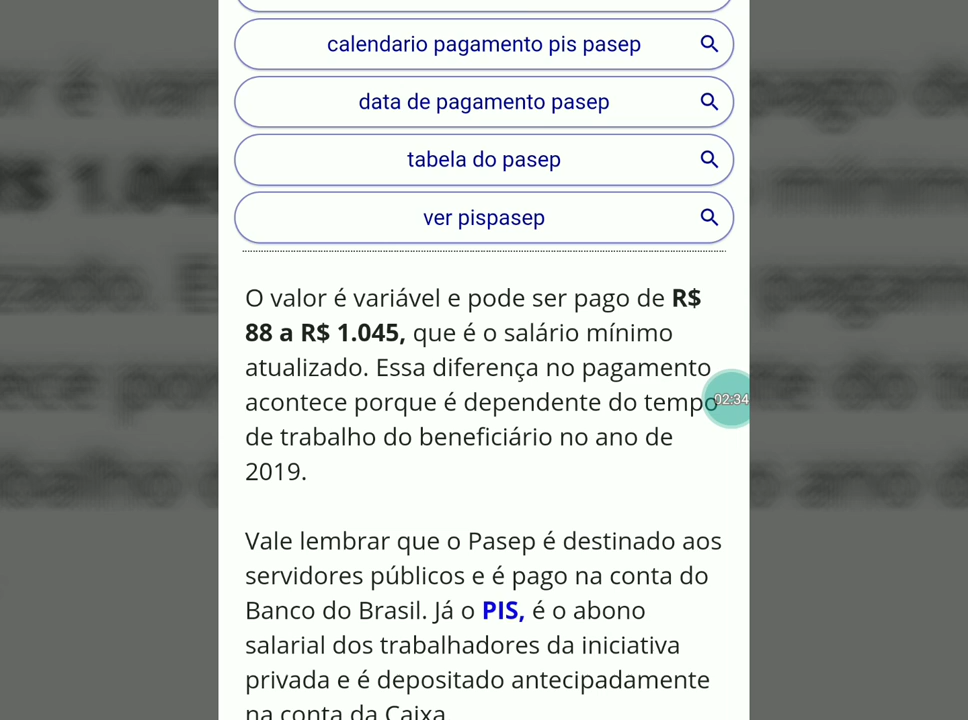 calendario pagamento pis pasep
data de pagamento pasep
tabela do pasep
ver pispasep
O valor é variável e pode ser pago de R$
88 a R$ 1.045, que é o salário mínimo
atualizado. Essa diferença no pagamento
acontece porque é dependente do tempo
02:34
de trabalho do beneficiário no ano de
2019.
Vale lembrar que o Pasep é destinado aos
servidores públicos e é pago na conta do
Banco do Brasil. Já o PIS, é o abono
salarial dos trabalhadores da iniciativa
privada e é depositado antecipadamente
na conta da Caixa